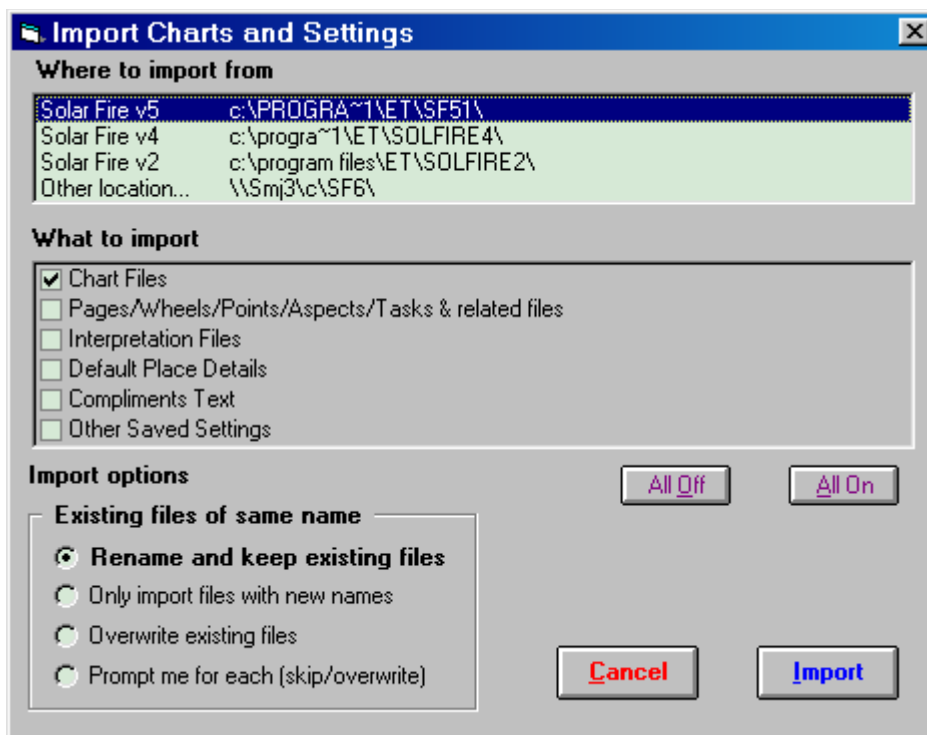 Import Charts and Settings
Where to import from
Solar Fire v5 c:\PROGRA~1\ET\SF51\
Solar Fire v4 c:\progra~1\ET\SOLFIRE4\
Solar Fire v2 c:\program files\ET\SOLFIRE2\
Other location... \\Smj3\c\SF6\
What to import
Chart Files
Pages/Wheels/Points/Aspects/Tasks & related files
Interpretation Files
Default Place Details
Compliments Text
Other Saved Settings
Import options
All Off All On
Existing files of same name
Rename and keep existing files
Only import files with new names
Overwrite existing files
Prompt me for each (skip/overwrite)
Cancel Import